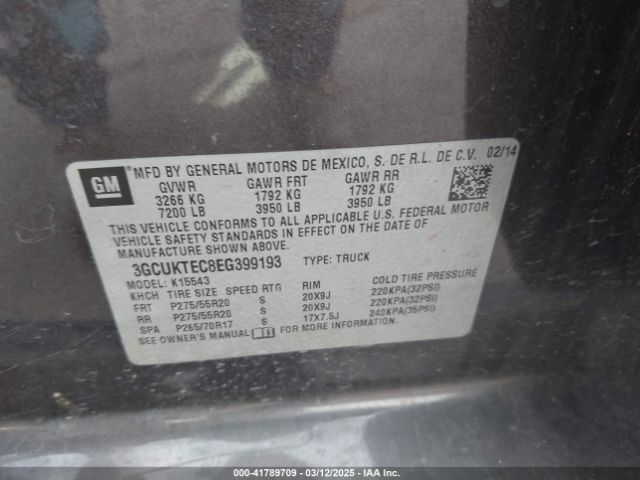 GM
MFD BY GENERAL MOTORS DE MEXICO, S. DE R.L. DE C.V. 02/14
GVWR GAWR FRT GAWR RR
3266 KG 1792 KG 1792 KG
7200 LB 3950 LB 3950 LB
THIS VEHICLE CONFORMS TO ALL APPLICABLE U.S. FEDERAL MOTOR
VEHICLE SAFETY STANDARDS IN EFFECT ON THE DATE OF
MANUFACTURE SHOWN ABOVE.
3GCUKTEC8EG399193 TYPE: TRUCK
MODEL: K15543
KHCH TIRE SIZE SPEED RTG RIM COLD TIRE PRESSURE
FRT P275/55R20 S 20X9J 220KPA(32PSI)
RR P275/55R20 S 20X9J 220KPA(32PSI)
SPA P265/70R17 S 17X7.5J 240KPA(35PSI)
SEE OWNER'S MANUAL FOR MORE INFORMATION.
000-41789709 - 03/12/2025 - IAA Inc.